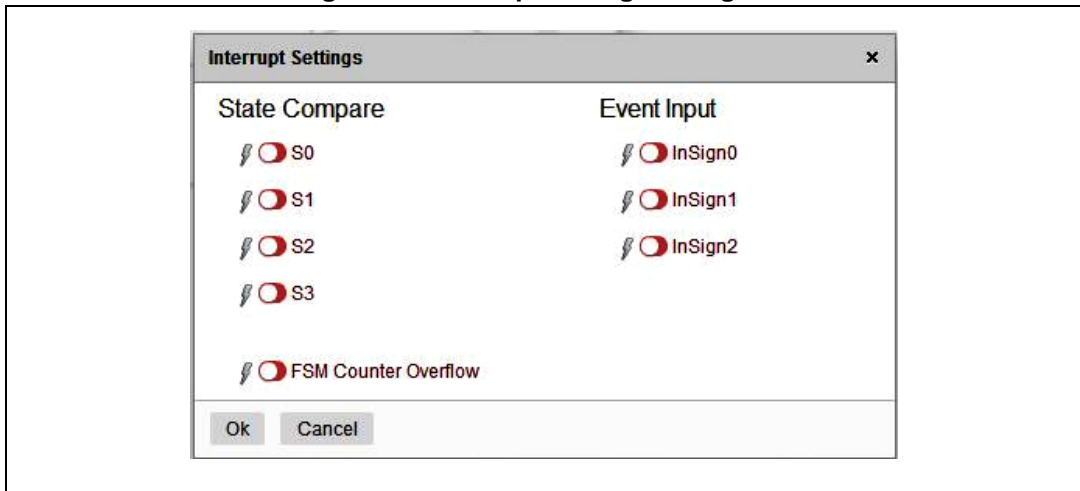 Interrupt Settings ×
State Compare Event Input
S0 InSign0
S1 InSign1
S2 InSign2
S3
FSM Counter Overflow
Ok Cancel